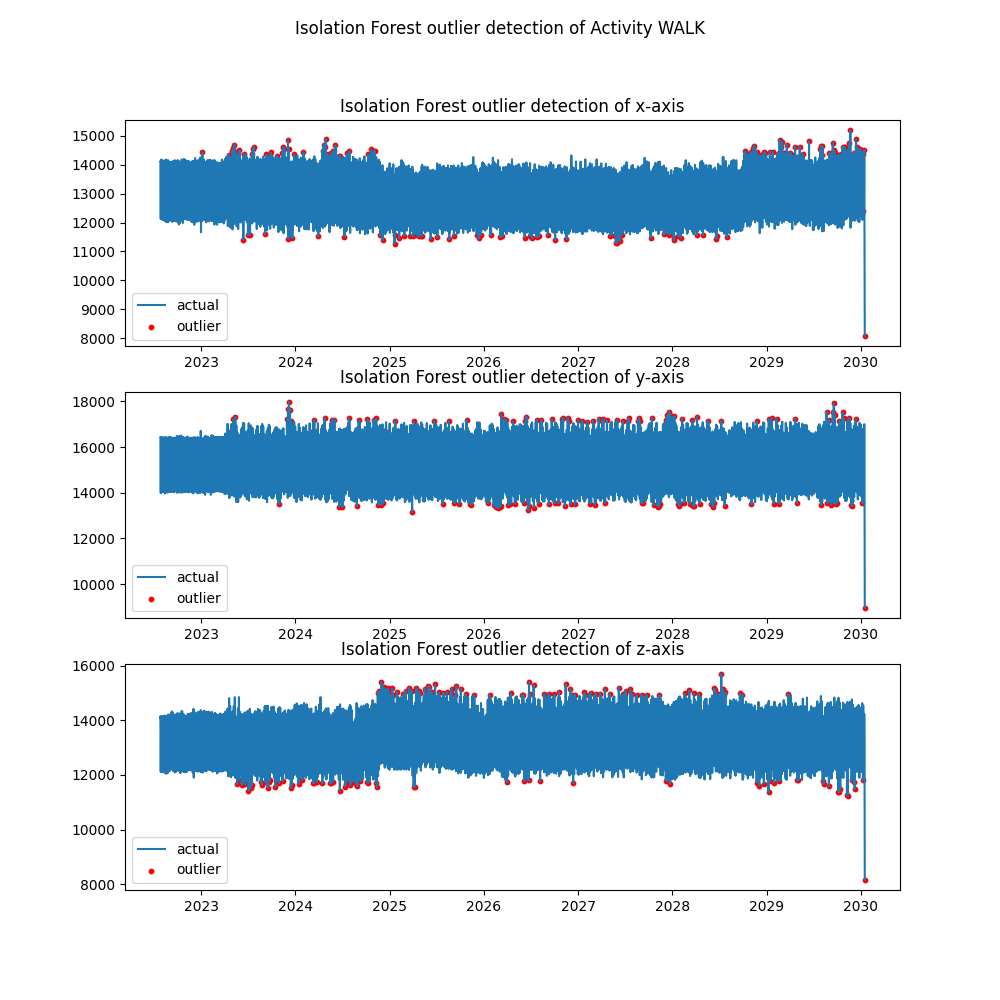 Isolation Forest outlier detection of Activity WALK
Isolation Forest outlier detection of x-axis
15000
14000
13000
12000
11000
10000
9000
8000
actual
outlier
2023 2024 2025 2026 2027 2028 2029 2030
Isolation Forest outlier detection of y-axis
18000
16000
14000
12000
10000
actual
outlier
2023 2024 2025 2026 2027 2028 2029 2030
Isolation Forest outlier detection of z-axis
16000
14000
12000
10000
8000
actual
outlier
2023 2024 2025 2026 2027 2028 2029 2030